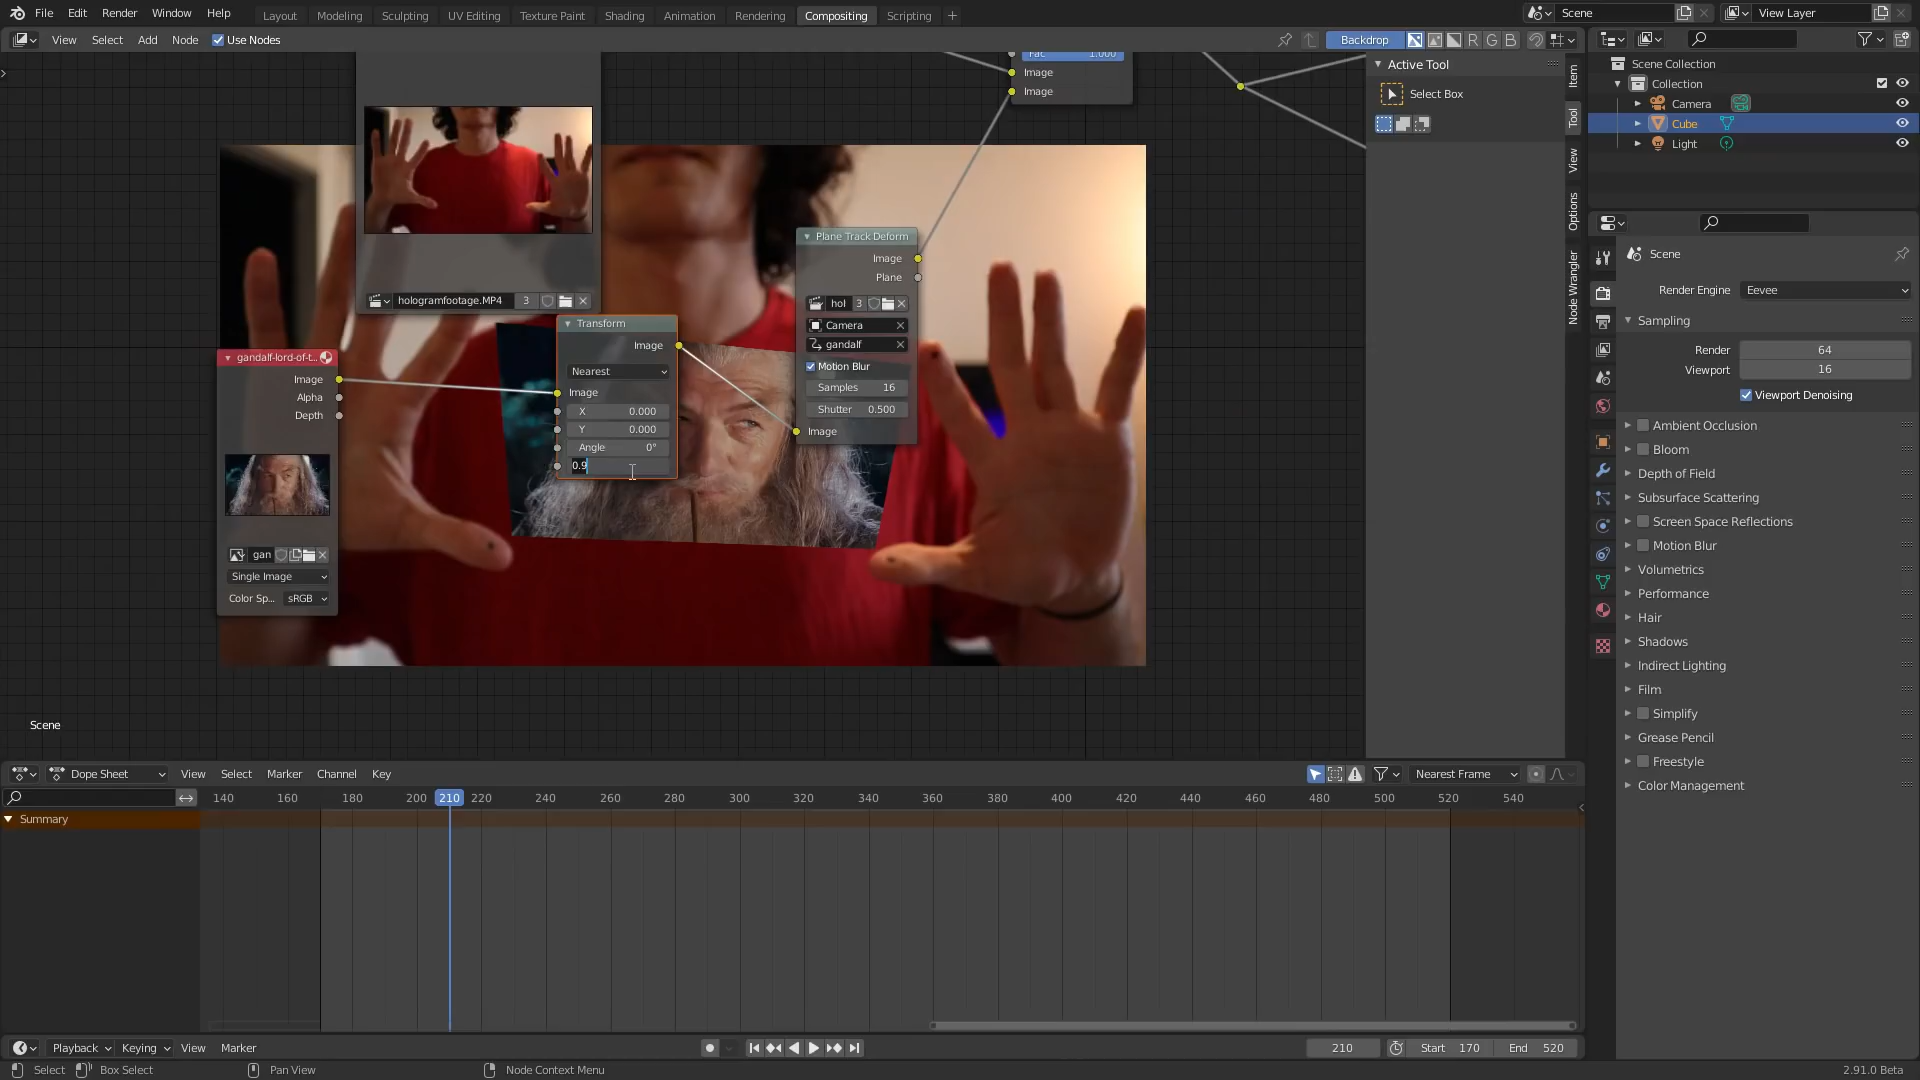 File Edit Render Window Help
Layout Modeling Sculpting UV Editing Texture Paint Shading Animation Rendering Compositing Scripting +
Scene
View Layer
View Select Add Node Use Nodes
Backdrop R G B
Fac 1.000
Image
Image
hologramfootage.MP4 3
gandalf-lord-of-t...
Image
Alpha
Depth
gan
Single Image
Color Sp... sRGB
Transform
Image
Nearest
Image
X 0.000
Y 0.000
Angle 0°
0.9
Plane Track Deform
Image
Plane
hol 3
Camera
gandalf
Motion Blur
Samples 16
Shutter 0.500
Image
Scene
Active Tool
Select Box
Item
Tool
View
Options
Node Wrangler
Scene Collection
Collection
Camera
Cube
Light
Scene
Render Engine Eevee
Sampling
Render 64
Viewport 16
Viewport Denoising
Ambient Occlusion
Bloom
Depth of Field
Subsurface Scattering
Screen Space Reflections
Motion Blur
Volumetrics
Performance
Hair
Shadows
Indirect Lighting
Film
Simplify
Grease Pencil
Freestyle
Color Management
Dope Sheet View Select Marker Channel Key
Nearest Frame
140 160 180 200 210 220 240 260 280 300 320 340 360 380 400 420 440 460 480 500 520 540
Summary
Playback Keying View Marker
210 Start 170 End 520
Select Box Select Pan View Node Context Menu
2.91.0 Beta